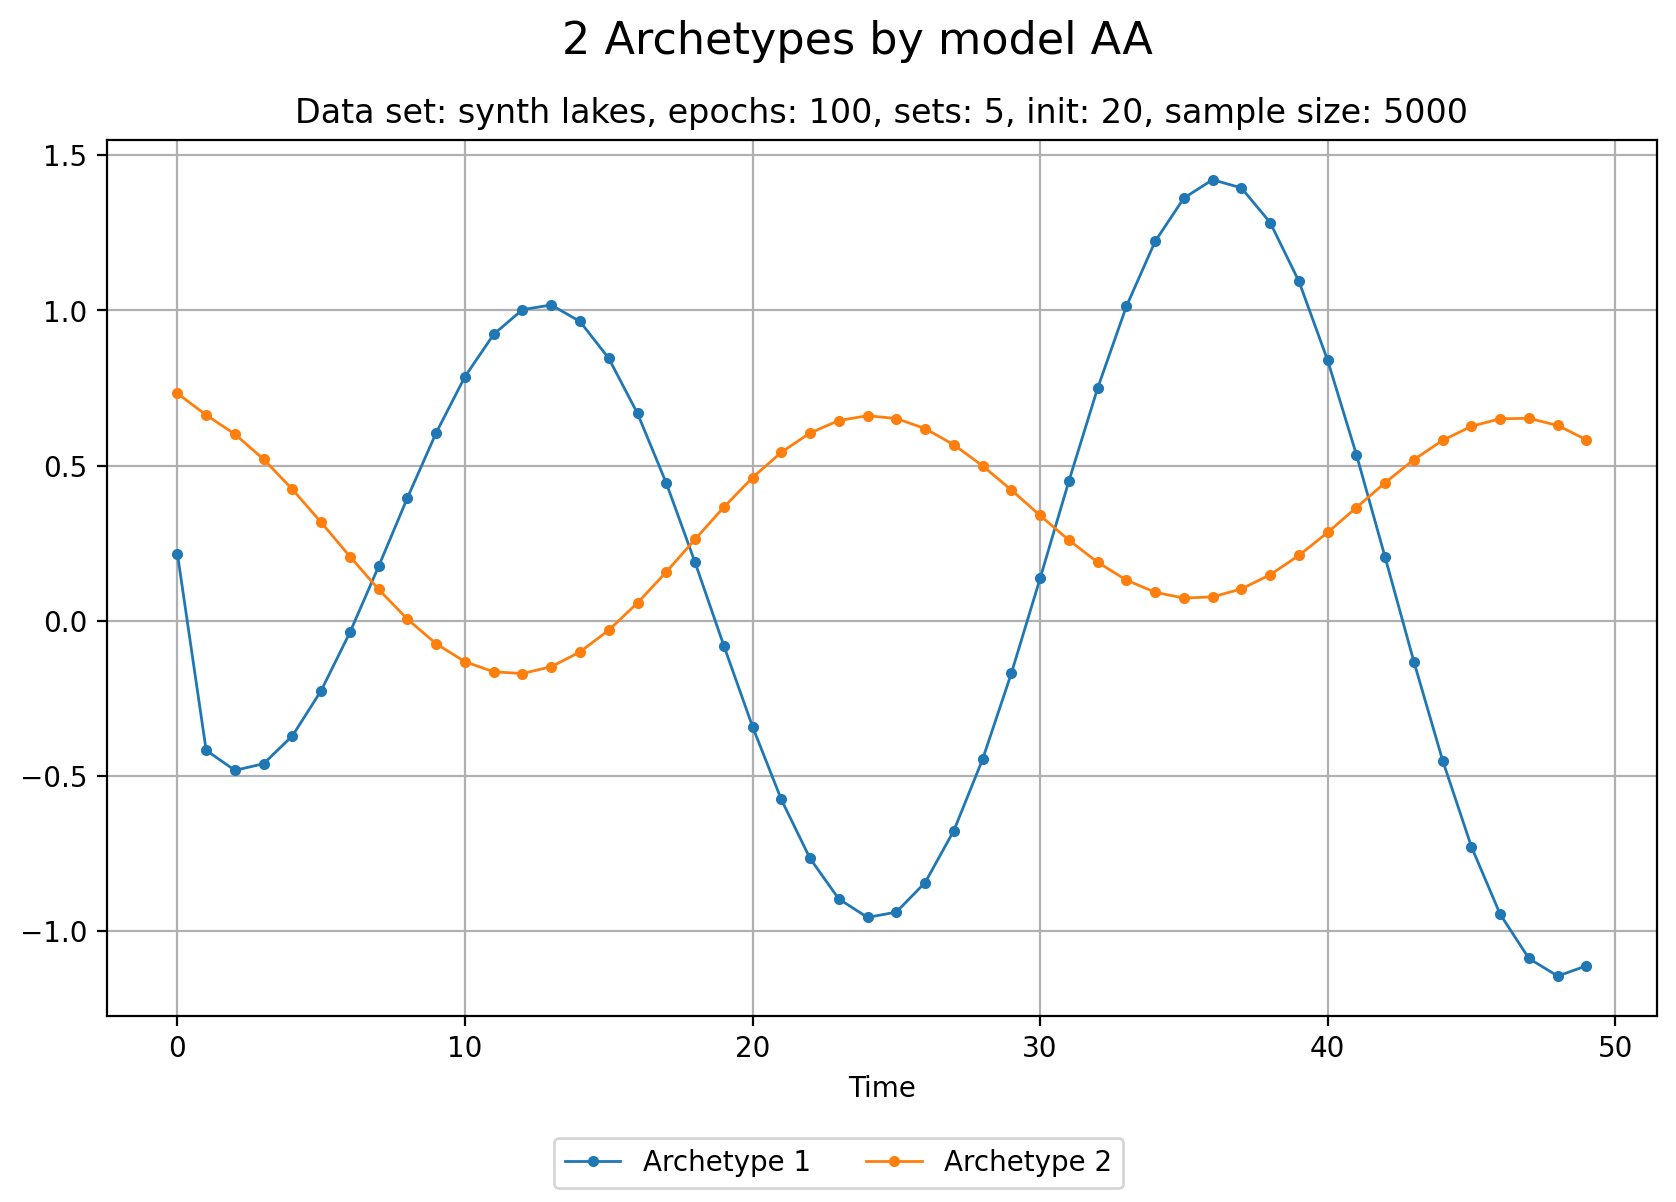 2 Archetypes by model AA
Data set: synth lakes, epochs: 100, sets: 5, init: 20, sample size: 5000
1.5
1.0
0.5
0.0
−0.5
−1.0
0 10 20 30 40 50
Time
Archetype 1 Archetype 2